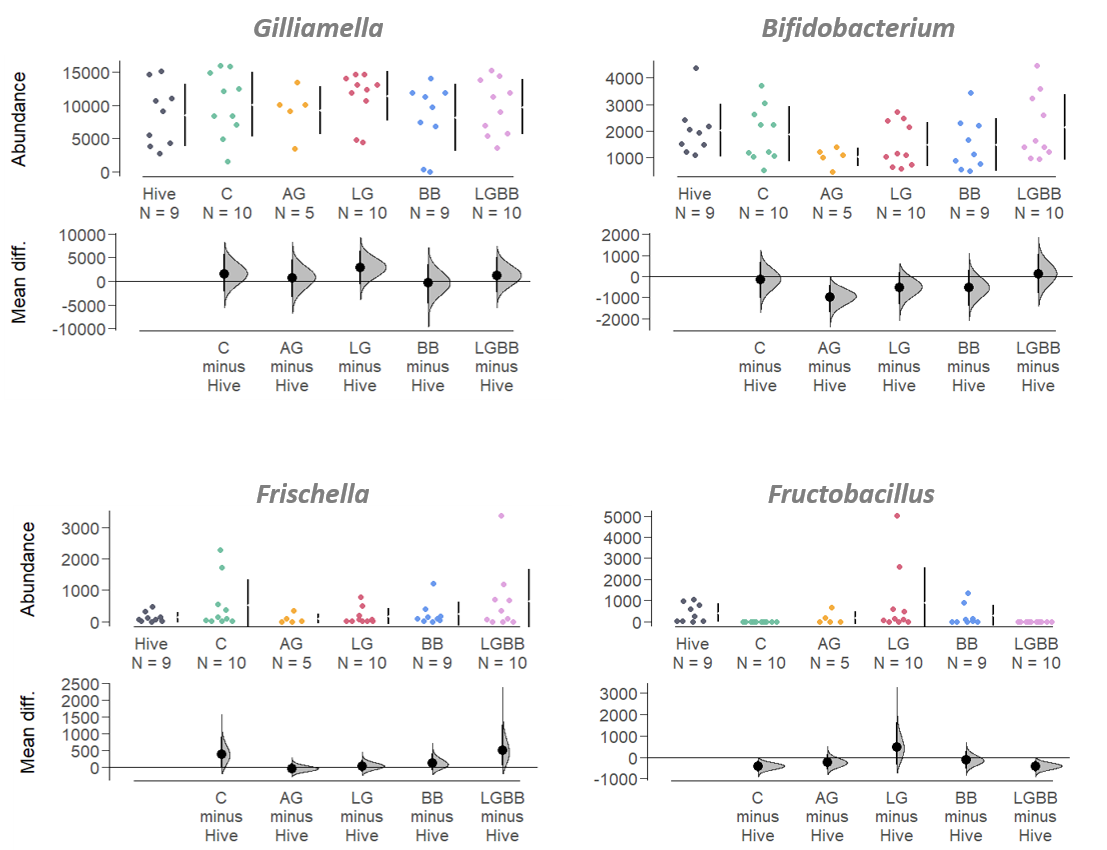 Gilliamella
Abundance
15000
10000
5000
0
Hive C AG LG BB LGBB
N = 9 N = 10 N = 5 N = 10 N = 9 N = 10
Mean diff.
10000
5000
0
-5000
-10000
C AG LG BB LGBB
minus minus minus minus minus
Hive Hive Hive Hive Hive
Bifidobacterium
4000
3000
2000
1000
Hive C AG LG BB LGBB
N = 9 N = 10 N = 5 N = 10 N = 9 N = 10
2000
1000
0
-1000
-2000
C AG LG BB LGBB
minus minus minus minus minus
Hive Hive Hive Hive Hive
Frischella
Abundance
3000
2000
1000
0
Hive C AG LG BB LGBB
N = 9 N = 10 N = 5 N = 10 N = 9 N = 10
Mean diff.
2500
2000
1500
1000
500
0
C AG LG BB LGBB
minus minus minus minus minus
Hive Hive Hive Hive Hive
Fructobacillus
5000
4000
3000
2000
1000
0
Hive C AG LG BB LGBB
N = 9 N = 10 N = 5 N = 10 N = 9 N = 10
3000
2000
1000
0
-1000
C AG LG BB LGBB
minus minus minus minus minus
Hive Hive Hive Hive Hive